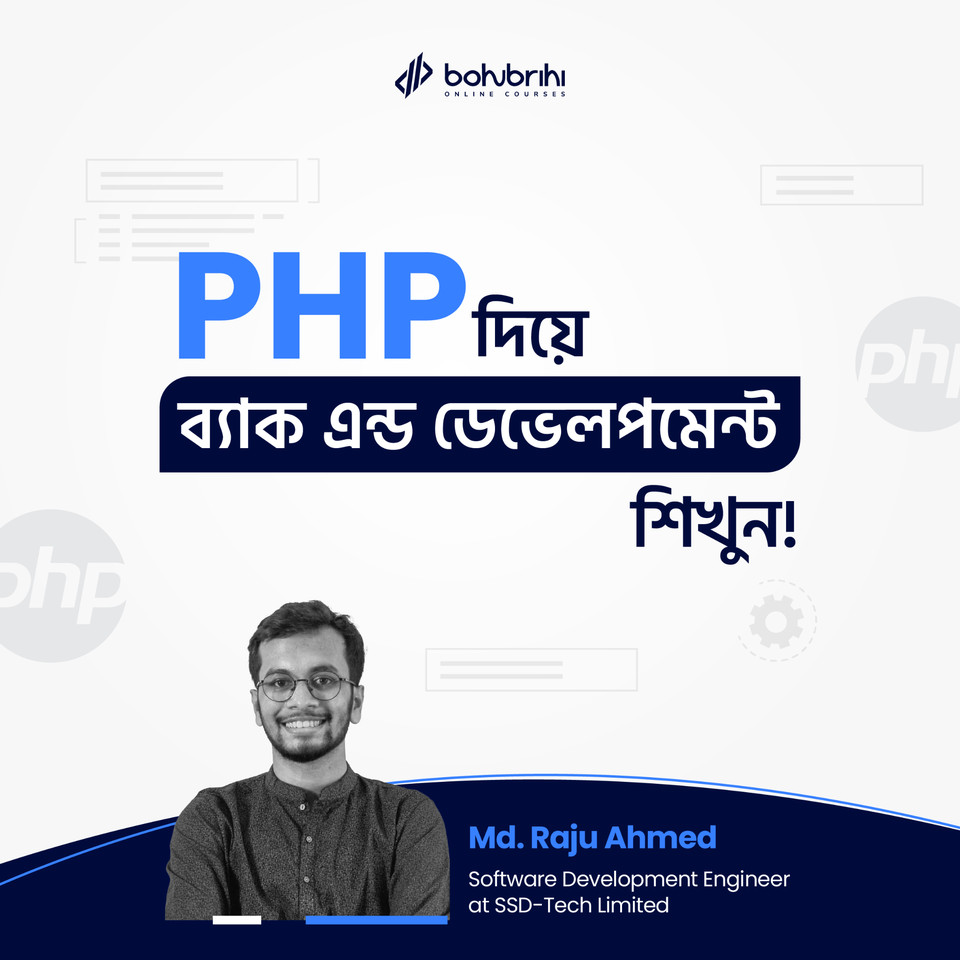 bohubrihi
ONLINE COURSES
PHP দিয়ে
php
ব্যাক এন্ড ডেভেলপমেন্ট
শিখুন!
php
Md. Raju Ahmed
Software Development Engineer
at SSD-Tech Limited